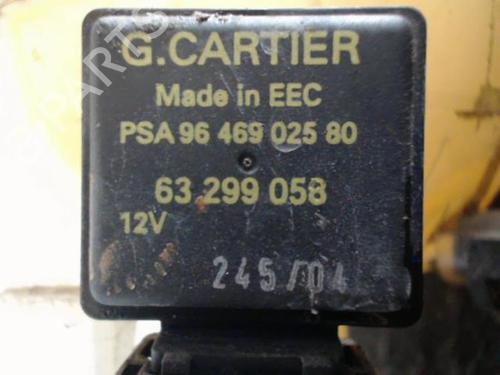 G.CARTIER
Made in EEC
PSA 96 469 025 80
63 299 058
12V
245/04